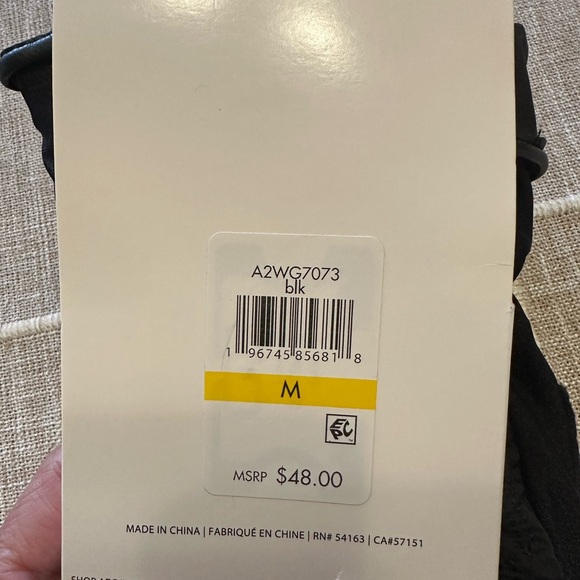 A2WG7073
blk
1 96745 85681 8
M
EPC
MSRP $48.00
MADE IN CHINA | FABRIQUÉ EN CHINE | RN# 54163 | CA#57151